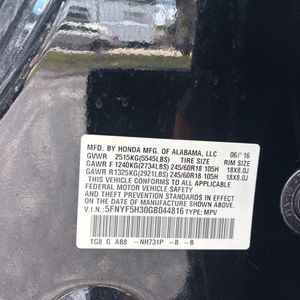 MFD. BY HONDA MFG. OF ALABAMA, LLC 06/'16
GVWR 2515KG(5545LBS) TIRE SIZE RIM SIZE
GAWR F 1240KG(2734LBS) 245/60R18 105H 18X8.0J
GAWR R1325KG(2921LBS) 245/60R18 105H 18X8.0J
THIS VEHICLE CONFORMS TO ALL APPLICABLE FEDERAL
MOTOR VEHICLE SAFETY AND
THEFT PREVENTION STANDARDS IN EFFECT ON THE DATE
OF MANUFACTURE SHOWN ABOVE.
V.I.N.: 5FNYF5H30GB044816 TYPE: MPV
TG8 G AB8 -NH731P -B -B